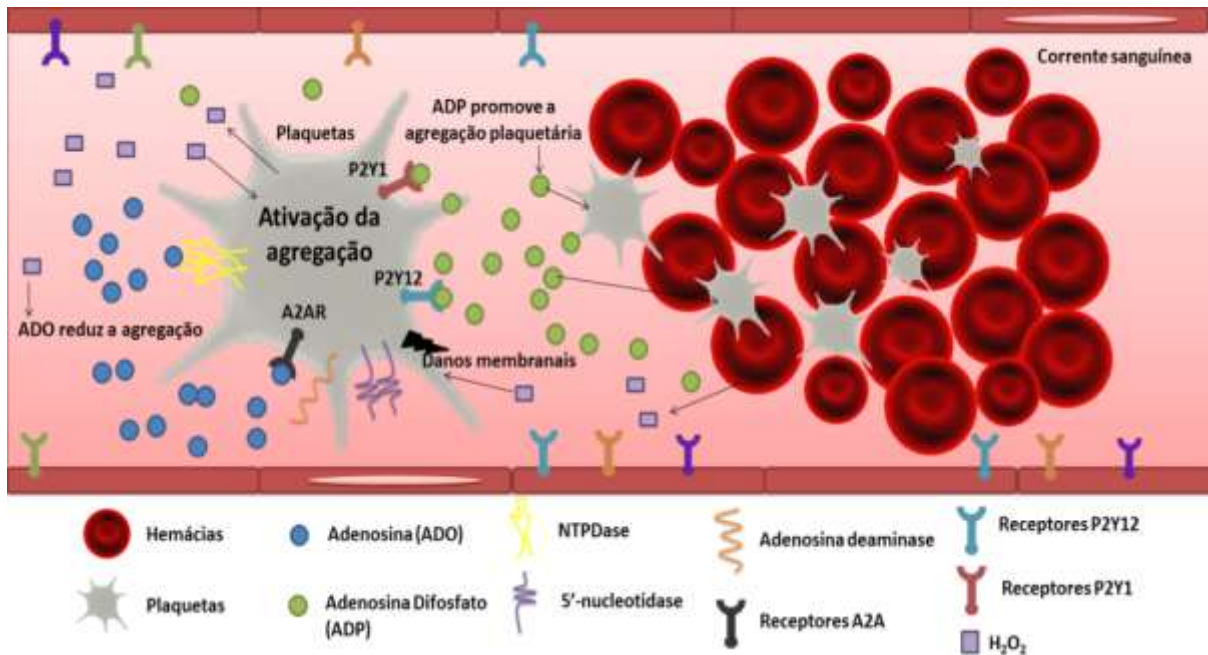 Corrente sanguínea
ADP promove a
agregação plaquetária
Plaquetas
P2Y1
Ativação da
agregação
P2Y12
A2AR
ADO reduz a agregação
Danos membranais
Hemácias
Adenosina (ADO)
NTPDase
Adenosina deaminase
Receptores P2Y12
Plaquetas
Adenosina Difosfato
(ADP)
5'-nucleotidase
Receptores A2A
Receptores P2Y1
H₂O₂